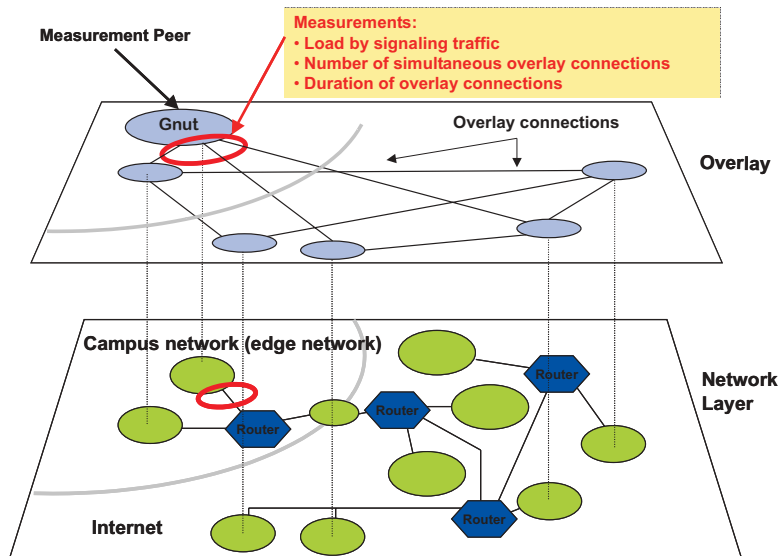 Measurements:
• Load by signaling traffic
• Number of simultaneous overlay connections
• Duration of overlay connections
Measurement Peer
Gnut
Overlay connections
Overlay
Campus network (edge network)
Router
Network
Layer
Router
Router
Router
Internet